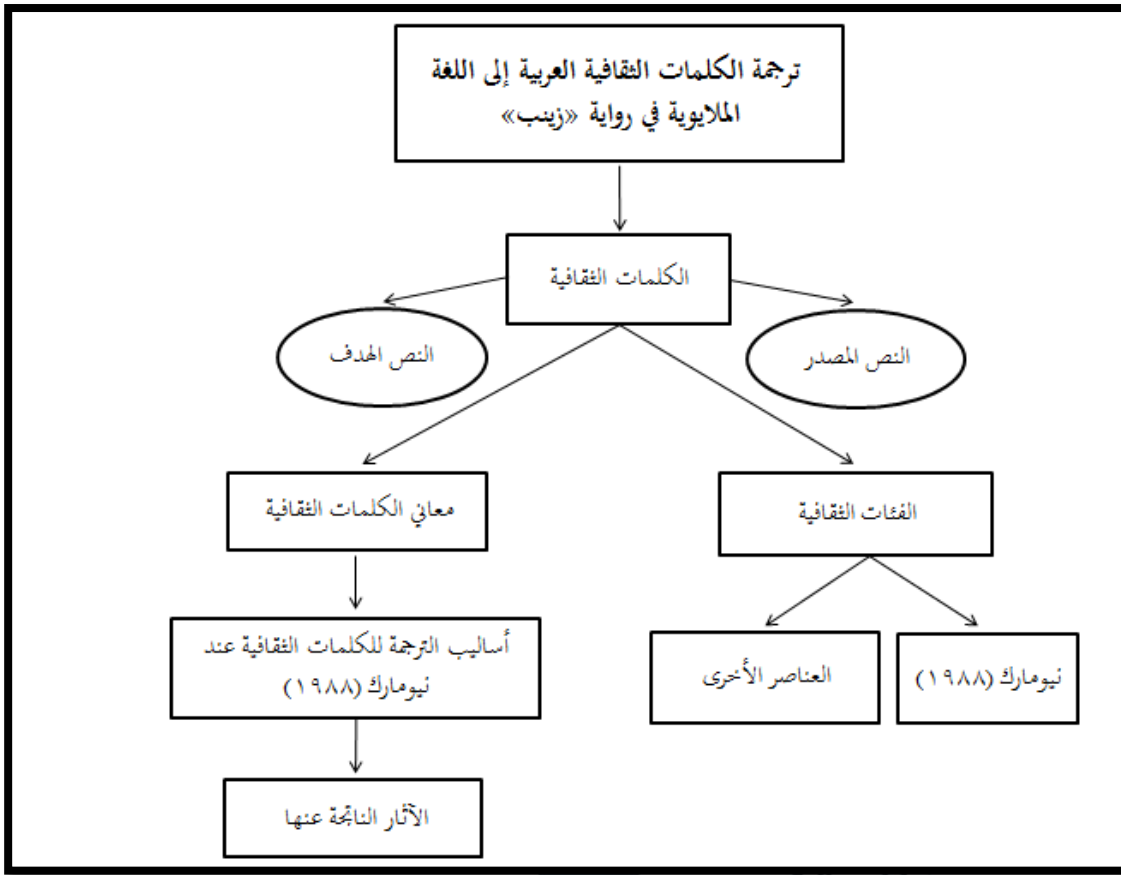 ترجمة الكلمات الثقافية العربية إلى اللغة
الملايوية في رواية «زينب»
الكلمات الثقافية
النص المصدر
النص الهدف
الفئات الثقافية
معاني الكلمات الثقافية
نيومارك (١٩٨٨)
العناصر الأخرى
أساليب الترجمة للكلمات الثقافية عند
نيومارك (١٩٨٨)
الآثار الناتجة عنها